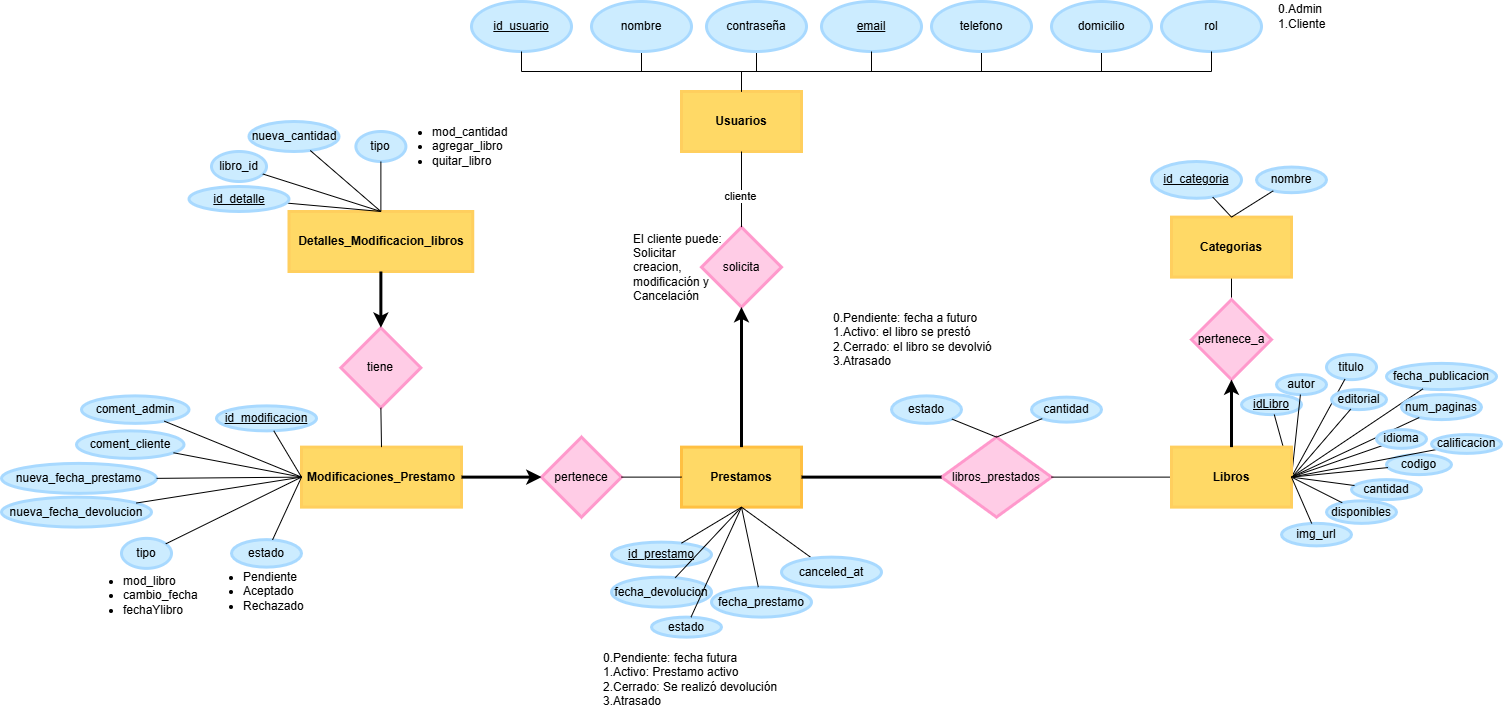 id_usuario
nombre
contraseña
email
telefono
domicilio
rol
0.Admin
1.Cliente
Usuarios
cliente
El cliente puede:
Solicitar
creacion,
modificación y
Cancelación
solicita
nueva_cantidad
tipo
libro_id
id_detalle
• mod_cantidad
• agregar_libro
• quitar_libro
Detalles_Modificacion_libros
tiene
id_categoria
nombre
Categorias
pertenece_a
0.Pendiente: fecha a futuro
1.Activo: el libro se prestó
2.Cerrado: el libro se devolvió
3.Atrasado
coment_admin
id_modificacion
coment_cliente
nueva_fecha_prestamo
nueva_fecha_devolucion
tipo
estado
• mod_libro
• cambio_fecha
• fechaYlibro
• Pendiente
• Aceptado
• Rechazado
Modificaciones_Prestamo
pertenece
Prestamos
estado
cantidad
libros_prestados
Libros
titulo
autor
fecha_publicacion
idLibro
editorial
num_paginas
idioma
calificacion
codigo
cantidad
disponibles
img_url
id_prestamo
canceled_at
fecha_devolucion
fecha_prestamo
estado
0.Pendiente: fecha futura
1.Activo: Prestamo activo
2.Cerrado: Se realizó devolución
3.Atrasado